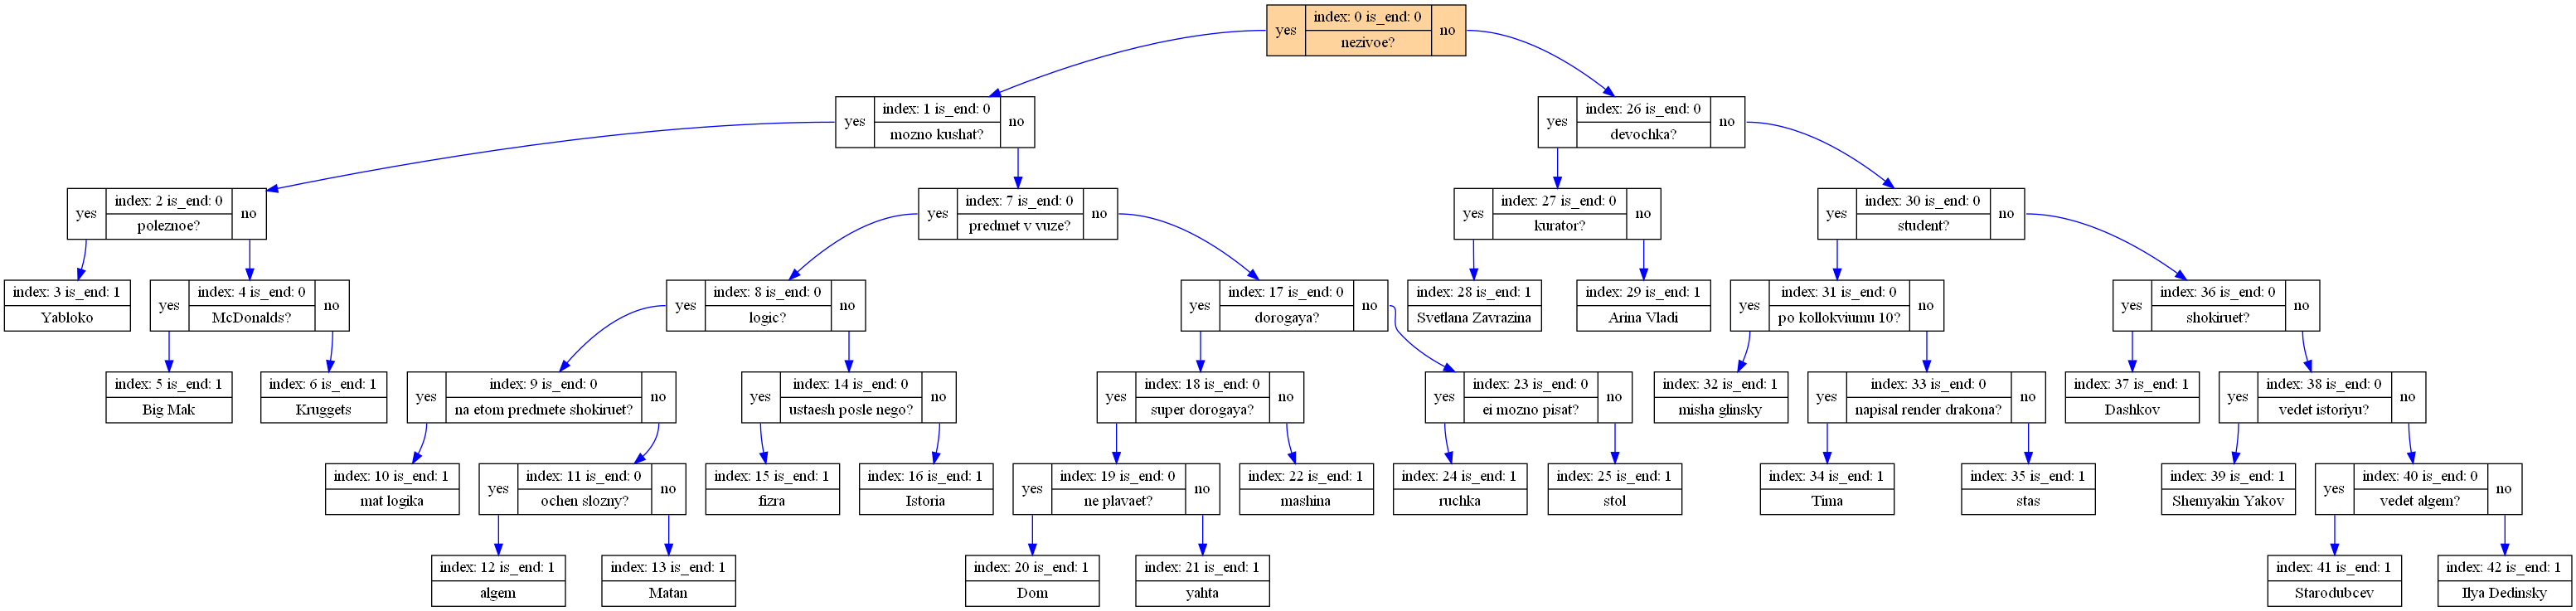 yes
index: 0 is_end: 0
nezivoe?
no
yes
index: 1 is_end: 0
mozno kushat?
no
yes
index: 26 is_end: 0
devochka?
no
yes
index: 2 is_end: 0
poleznoe?
no
yes
index: 7 is_end: 0
predmet v vuze?
no
yes
index: 27 is_end: 0
kurator?
no
yes
index: 30 is_end: 0
student?
no
index: 3 is_end: 1
Yabloko
yes
index: 4 is_end: 0
McDonalds?
no
yes
index: 8 is_end: 0
logic?
no
yes
index: 17 is_end: 0
dorogaya?
no
index: 28 is_end: 1
Svetlana Zavrazina
index: 29 is_end: 1
Arina Vladi
yes
index: 31 is_end: 0
po kollokviumu 10?
no
yes
index: 36 is_end: 0
shokiruet?
no
index: 5 is_end: 1
Big Mak
index: 6 is_end: 1
Kruggets
yes
index: 9 is_end: 0
na etom predmete shokiruet?
no
yes
index: 14 is_end: 0
ustaesh posle nego?
no
yes
index: 18 is_end: 0
super dorogaya?
no
yes
index: 23 is_end: 0
ei mozno pisat?
no
index: 32 is_end: 1
misha glinsky
yes
index: 33 is_end: 0
napisal render drakona?
no
index: 37 is_end: 1
Dashkov
yes
index: 38 is_end: 0
vedet istoriyu?
no
index: 10 is_end: 1
mat logika
yes
index: 11 is_end: 0
ochen slozny?
no
index: 15 is_end: 1
fizra
index: 16 is_end: 1
Istoria
yes
index: 19 is_end: 0
ne plavaet?
no
index: 22 is_end: 1
mashina
index: 24 is_end: 1
ruchka
index: 25 is_end: 1
stol
index: 34 is_end: 1
Tima
index: 35 is_end: 1
stas
index: 39 is_end: 1
Shemyakin Yakov
yes
index: 40 is_end: 0
vedet algem?
no
index: 12 is_end: 1
algem
index: 13 is_end: 1
Matan
index: 20 is_end: 1
Dom
index: 21 is_end: 1
yahta
index: 41 is_end: 1
Starodubcev
index: 42 is_end: 1
Ilya Dedinsky